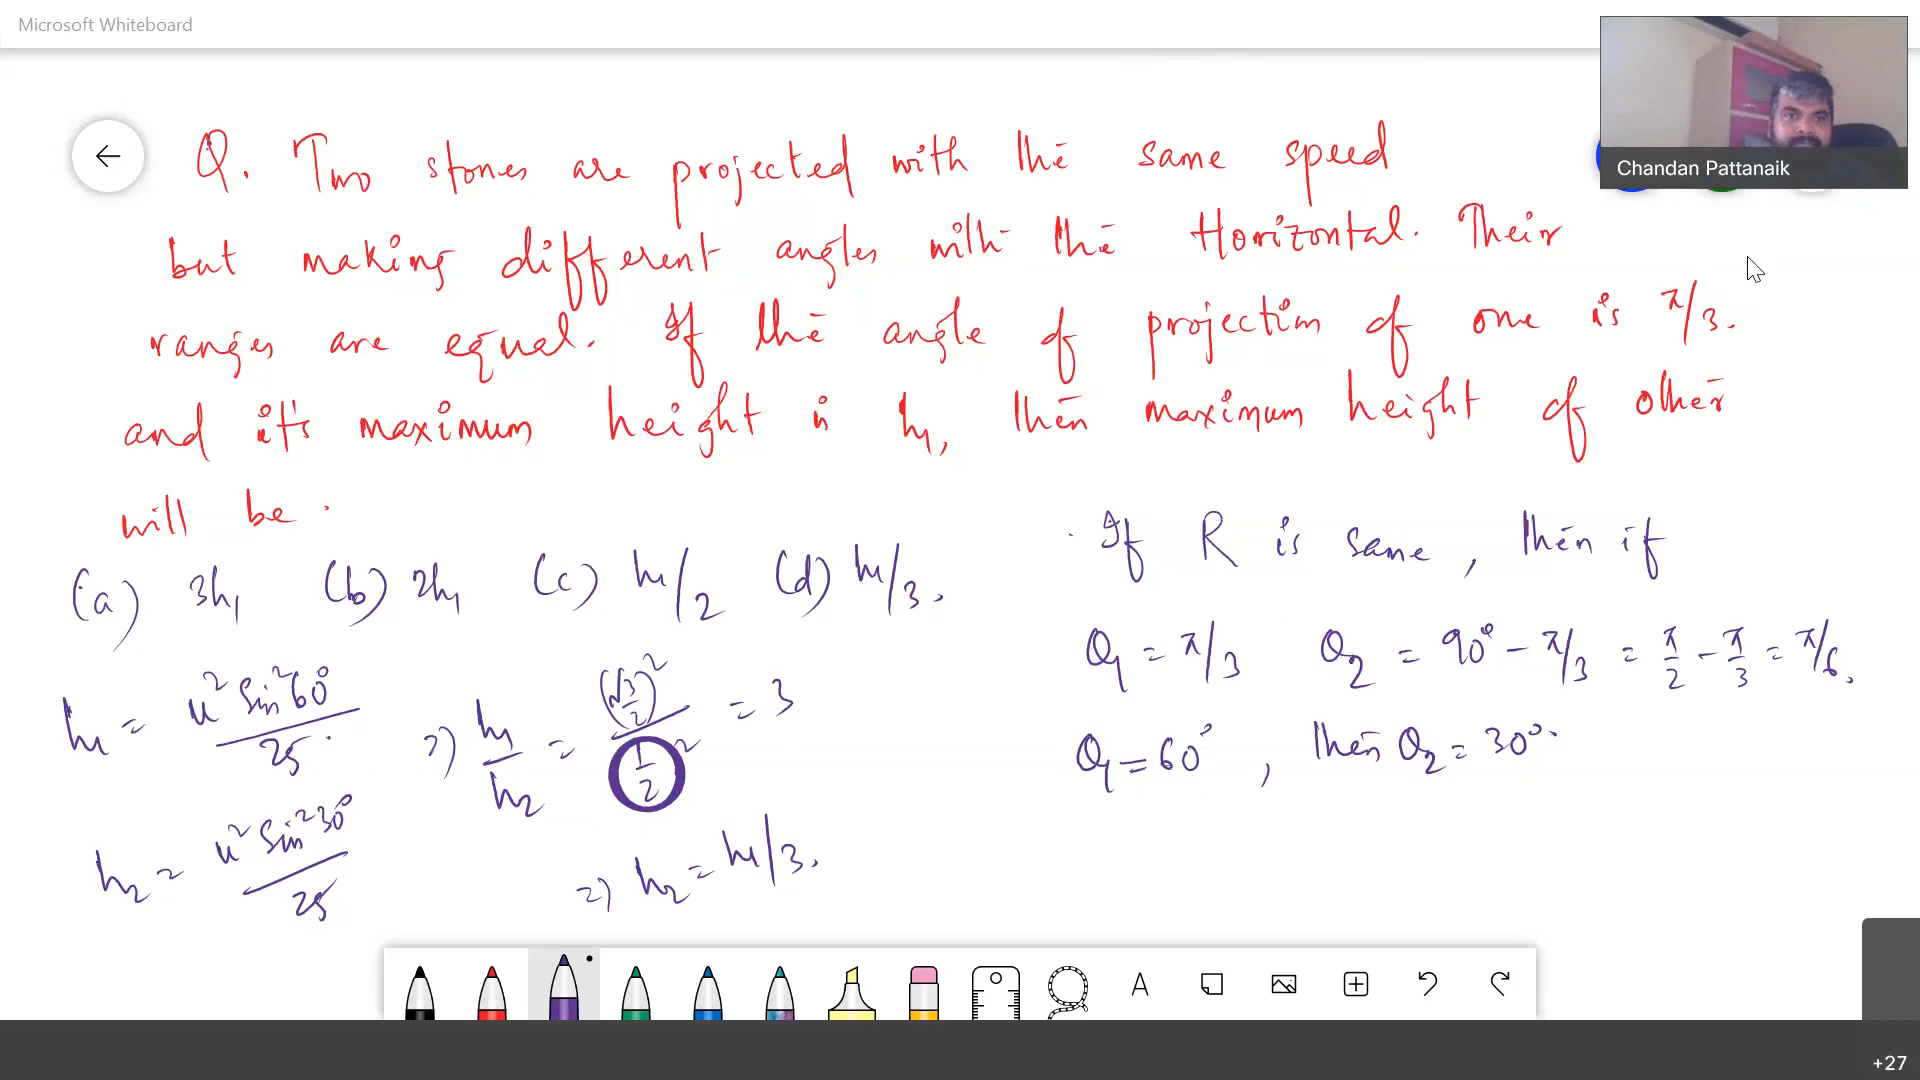 Microsoft Whiteboard
Chandan Pattanaik
Q. Two stones are projected with the same speed
but making different angles with the Horizontal. Their
ranges are equal. If the angle of projection of one is π/3.
and it's maximum height is h₁, then maximum height of other
will be.
(a) 3h₁ (b) 2h₁ (c) h₁/2 (d) h₁/3.
If R is same, then if
θ₁ = π/3 θ₂ = 90° - π/3 = π/2 - π/3 = π/6.
θ₁ = 60°, then θ₂ = 30°.
h₁ = u² sin²60°/2g. ⇒) h₁/h₂ = (√3/2)²/(1/2)² = 3
h₂ = u² sin²30°/2g ⇒) h₂ = h₁/3.
A
+27